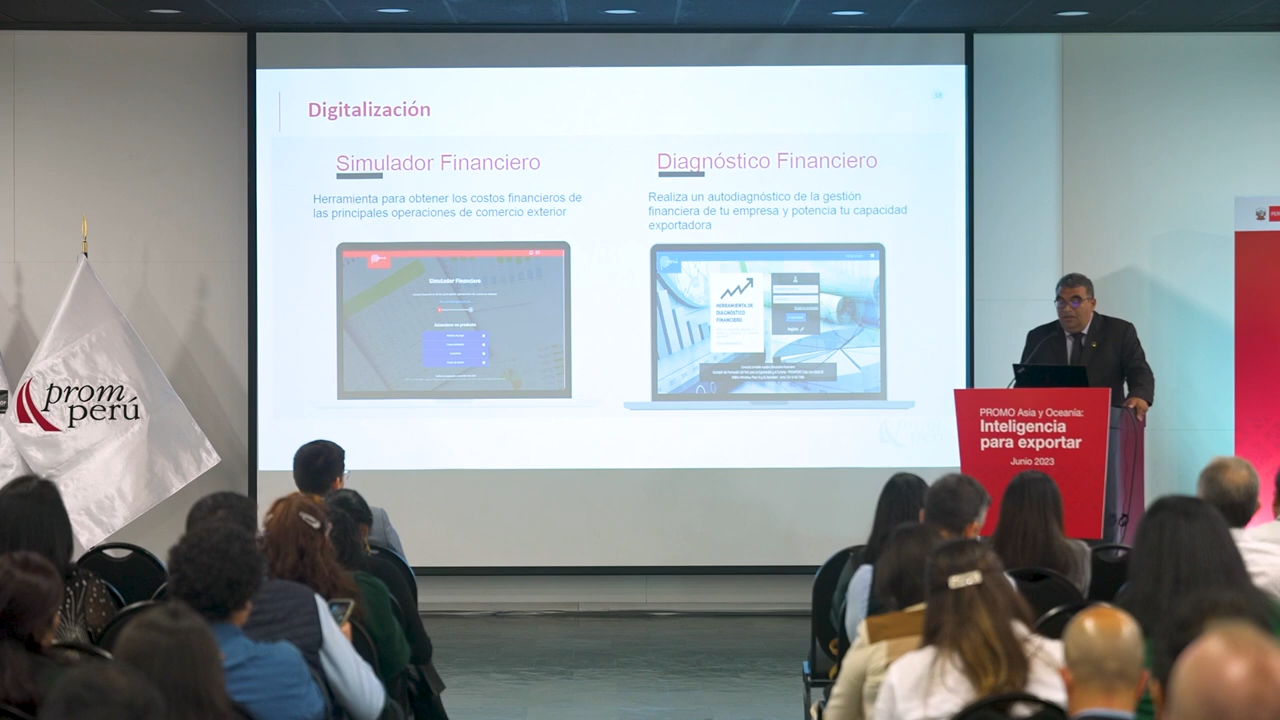 Digitalización
Simulador Financiero
Herramienta para obtener los costos financieros de
las principales operaciones de comercio exterior
Diagnóstico Financiero
Realiza un autodiagnóstico de la gestión
financiera de tu empresa y potencia tu capacidad
exportadora
Simulador Financiero
HERRAMIENTA DE
DIAGNÓSTICO
FINANCIERO
prom
perú
PROMO Asia y Oceanía:
Inteligencia
para exportar
Junio 2023